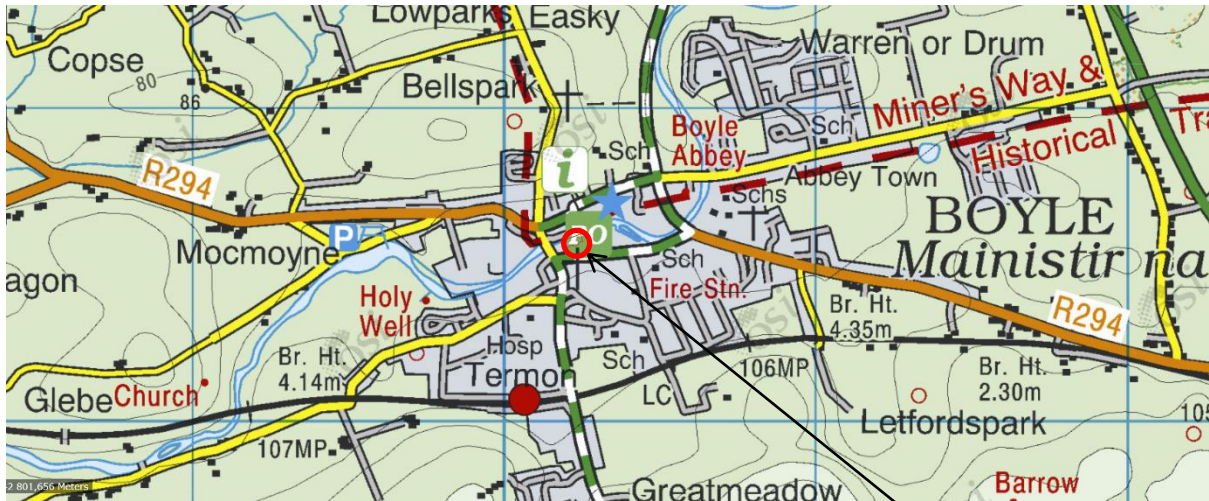 Lowparks
Easky
Copse
80
86
Bellspark
Warren or Drum
Miner's Way &
Historical
Tra
Boyle
Abbey
Sch
Sch
Abbey Town
Schs
R294
i
P
Mocmoyne
BOYLE
Mainistir na
agon
Holy
Well
Sch
Fire Stn.
Br. Ht.
4.35m
R294
Br. Ht.
4.14m
Hosp
Sch
Termon
LC
106MP
Br. Ht.
2.30m
Glebe
Church
107MP
Letfordspark
105
Greatmeadow
Barrow
2 801,656 Meters